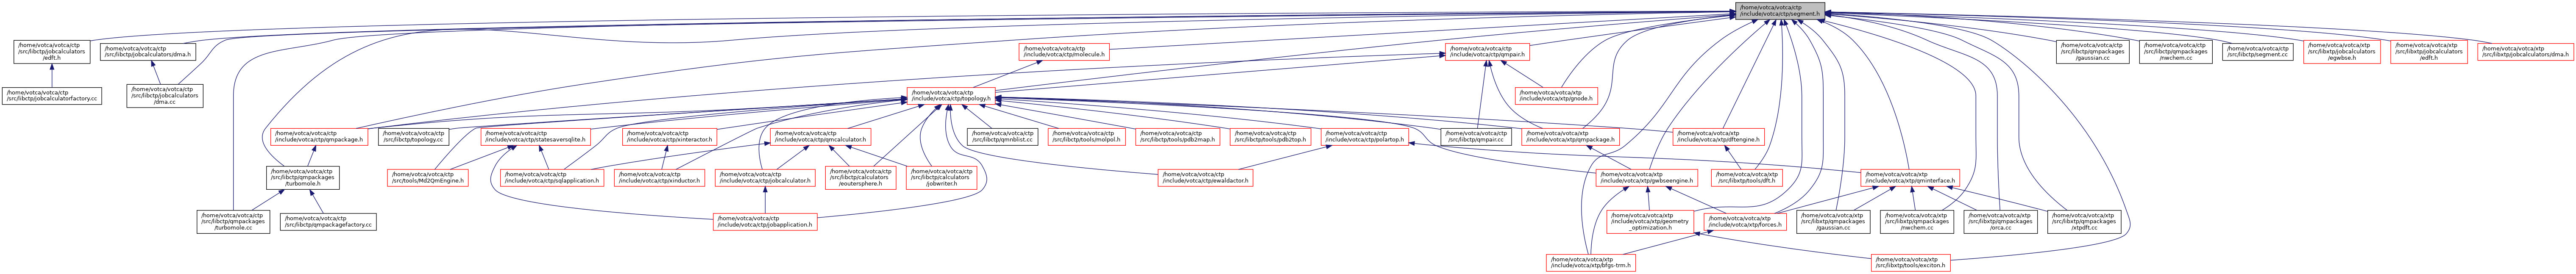 /home/votca/votca/ctp
/include/votca/ctp/segment.h
/home/votca/votca/ctp
/src/libctp/jobcalculators
/edft.h
/home/votca/votca/ctp
/src/libctp/jobcalculators/dma.h
/home/votca/votca/ctp
/include/votca/ctp/molecule.h
/home/votca/votca/ctp
/include/votca/ctp/qmpair.h
/home/votca/votca/ctp
/src/libctp/qmpackages
/gaussian.cc
/home/votca/votca/ctp
/src/libctp/qmpackages
/nwchem.cc
/home/votca/votca/ctp
/src/libctp/segment.cc
/home/votca/votca/xtp
/src/libxtp/jobcalculators
/egwbse.h
/home/votca/votca/xtp
/src/libxtp/jobcalculators
/edft.h
/home/votca/votca/xtp
/src/libxtp/jobcalculators/dma.h
/home/votca/votca/ctp
/src/libctp/jobcalculatorfactory.cc
/home/votca/votca/ctp
/src/libctp/jobcalculators
/dma.cc
/home/votca/votca/ctp
/include/votca/ctp/topology.h
/home/votca/votca/xtp
/include/votca/xtp/gnode.h
/home/votca/votca/ctp
/include/votca/ctp/qmpackage.h
/home/votca/votca/ctp
/src/libctp/topology.cc
/home/votca/votca/ctp
/include/votca/ctp/statesaversqlite.h
/home/votca/votca/ctp
/include/votca/ctp/xinteractor.h
/home/votca/votca/ctp
/include/votca/ctp/qmcalculator.h
/home/votca/votca/ctp
/src/libctp/qmnblist.cc
/home/votca/votca/ctp
/src/libctp/tools/molpol.h
/home/votca/votca/ctp
/src/libctp/tools/pdb2map.h
/home/votca/votca/ctp
/src/libctp/tools/pdb2top.h
/home/votca/votca/ctp
/include/votca/ctp/polartop.h
/home/votca/votca/ctp
/src/libctp/qmpair.cc
/home/votca/votca/xtp
/include/votca/xtp/qmpackage.h
/home/votca/votca/xtp
/include/votca/xtp/dftengine.h
/home/votca/votca/ctp
/src/libctp/qmpackages
/turbomole.h
/home/votca/votca/ctp
/src/tools/Md2QmEngine.h
/home/votca/votca/ctp
/include/votca/ctp/sqlapplication.h
/home/votca/votca/ctp
/include/votca/ctp/xinductor.h
/home/votca/votca/ctp
/include/votca/ctp/jobcalculator.h
/home/votca/votca/ctp
/src/libctp/calculators
/eoutersphere.h
/home/votca/votca/ctp
/src/libctp/calculators
/jobwriter.h
/home/votca/votca/ctp
/include/votca/ctp/ewaldactor.h
/home/votca/votca/xtp
/include/votca/xtp/gwbseengine.h
/home/votca/votca/xtp
/src/libxtp/tools/dft.h
/home/votca/votca/xtp
/include/votca/xtp/qminterface.h
/home/votca/votca/ctp
/src/libctp/qmpackages
/turbomole.cc
/home/votca/votca/ctp
/src/libctp/qmpackagefactory.cc
/home/votca/votca/ctp
/include/votca/ctp/jobapplication.h
/home/votca/votca/xtp
/include/votca/xtp/geometry
_optimization.h
/home/votca/votca/xtp
/include/votca/xtp/forces.h
/home/votca/votca/xtp
/src/libxtp/qmpackages
/gaussian.cc
/home/votca/votca/xtp
/src/libxtp/qmpackages
/nwchem.cc
/home/votca/votca/xtp
/src/libxtp/qmpackages
/orca.cc
/home/votca/votca/xtp
/src/libxtp/qmpackages
/xtpdft.cc
/home/votca/votca/xtp
/include/votca/xtp/bfgs-trm.h
/home/votca/votca/xtp
/src/libxtp/tools/exciton.h